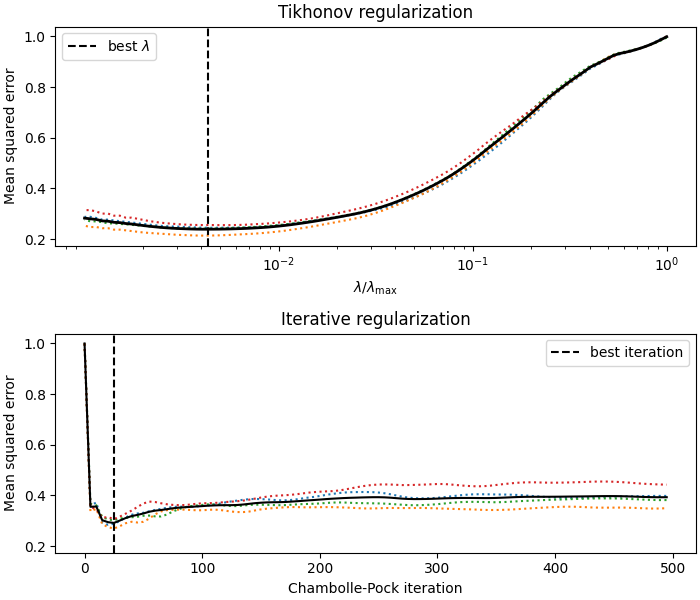 Tikhonov regularization
Mean squared error
1.0
0.8
0.6
0.4
0.2
best λ
10⁻² 10⁻¹ 10⁰
λ/λmax
Iterative regularization
Mean squared error
1.0
0.8
0.6
0.4
0.2
best iteration
0 100 200 300 400 500
Chambolle-Pock iteration